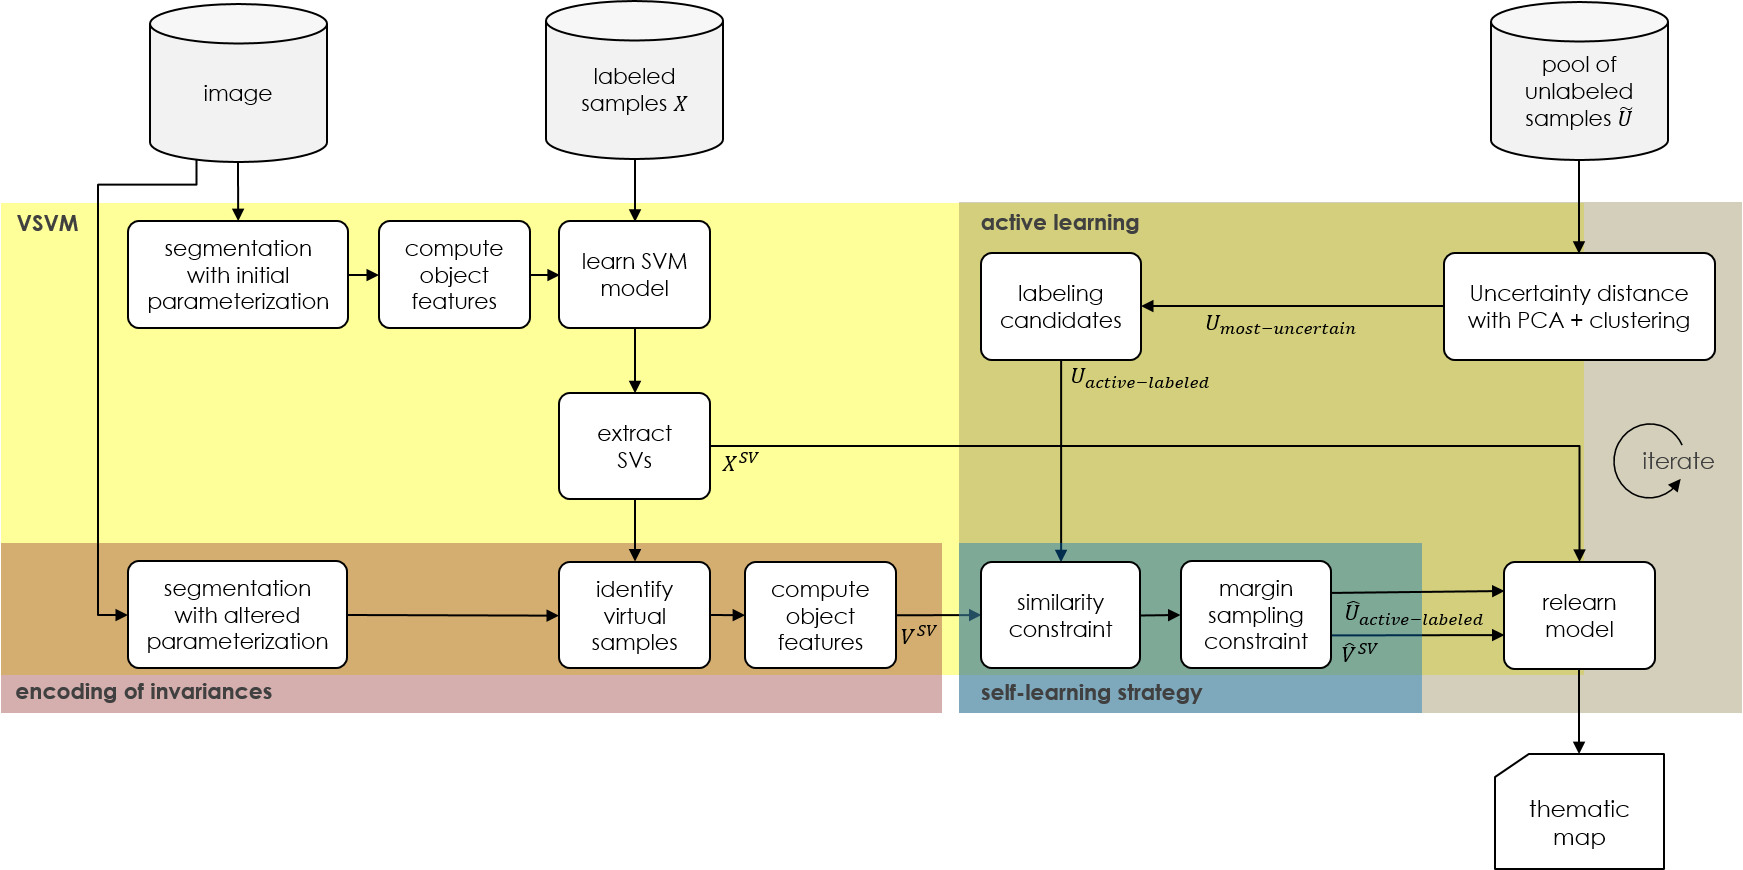 image
labeled
samples X
pool of
unlabeled
samples Ũ
VSVM
active learning
segmentation
with initial
parameterization
compute
object
features
learn SVM
model
labeling
candidates
Uncertainty distance
with PCA + clustering
U_most−uncertain
U_active−labeled
extract
SVs
X^SV
iterate
segmentation
with altered
parameterization
identify
virtual
samples
compute
object
features
V^SV
similarity
constraint
margin
sampling
constraint
Û_active−labeled
V̂^SV
relearn
model
encoding of invariances
self-learning strategy
thematic
map